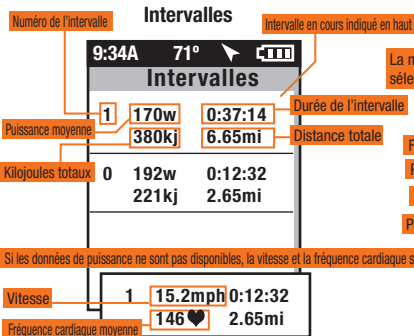 Intervalles
Numéro de l'intervalle
Intervalle en cours indiqué en haut
9:34A 71º
Intervalles
La
sélec
1 170w 0:37:14
Durée de l'intervalle
Puissance moyenne
380kj 6.65mi
Distance totale
Kilojoules totaux
0 192w 0:12:32
221kj 2.65mi
Si les données de puissance ne sont pas disponibles, la vitesse et la fréquence cardiaque s
Vitesse
1 15.2mph 0:12:32
146 2.65mi
Fréquence cardiaque moyenne